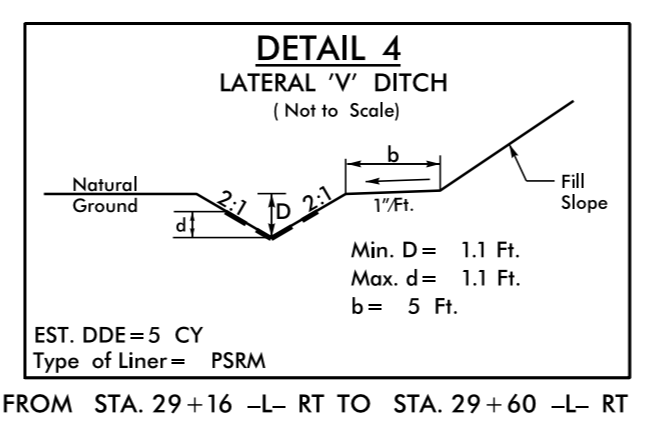 DETAIL 4
LATERAL 'V' DITCH
( Not to Scale)
b
Natural
Ground
2:1
D
2:1
d
1"/Ft.
Fill
Slope
Min. D= 1.1 Ft.
Max. d= 1.1 Ft.
b= 5 Ft.
EST. DDE=5 CY
Type of Liner= PSRM
FROM STA. 29+16 -L- RT TO STA. 29+60 -L- RT